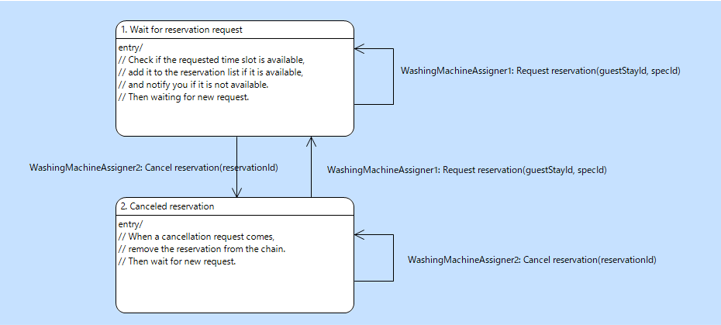 1. Wait for reservation request
entry/
// Check if the requested time slot is available,
// add it to the reservation list if it is available,
// and notify you if it is not available.
// Then waiting for new request.
WashingMachineAssigner1: Request reservation(guestStayId, specId)
WashingMachineAssigner2: Cancel reservation(reservationId)
WashingMachineAssigner1: Request reservation(guestStayId, specId)
2. Canceled reservation
entry/
// When a cancellation request comes,
// remove the reservation from the chain.
// Then wait for new request.
WashingMachineAssigner2: Cancel reservation(reservationId)